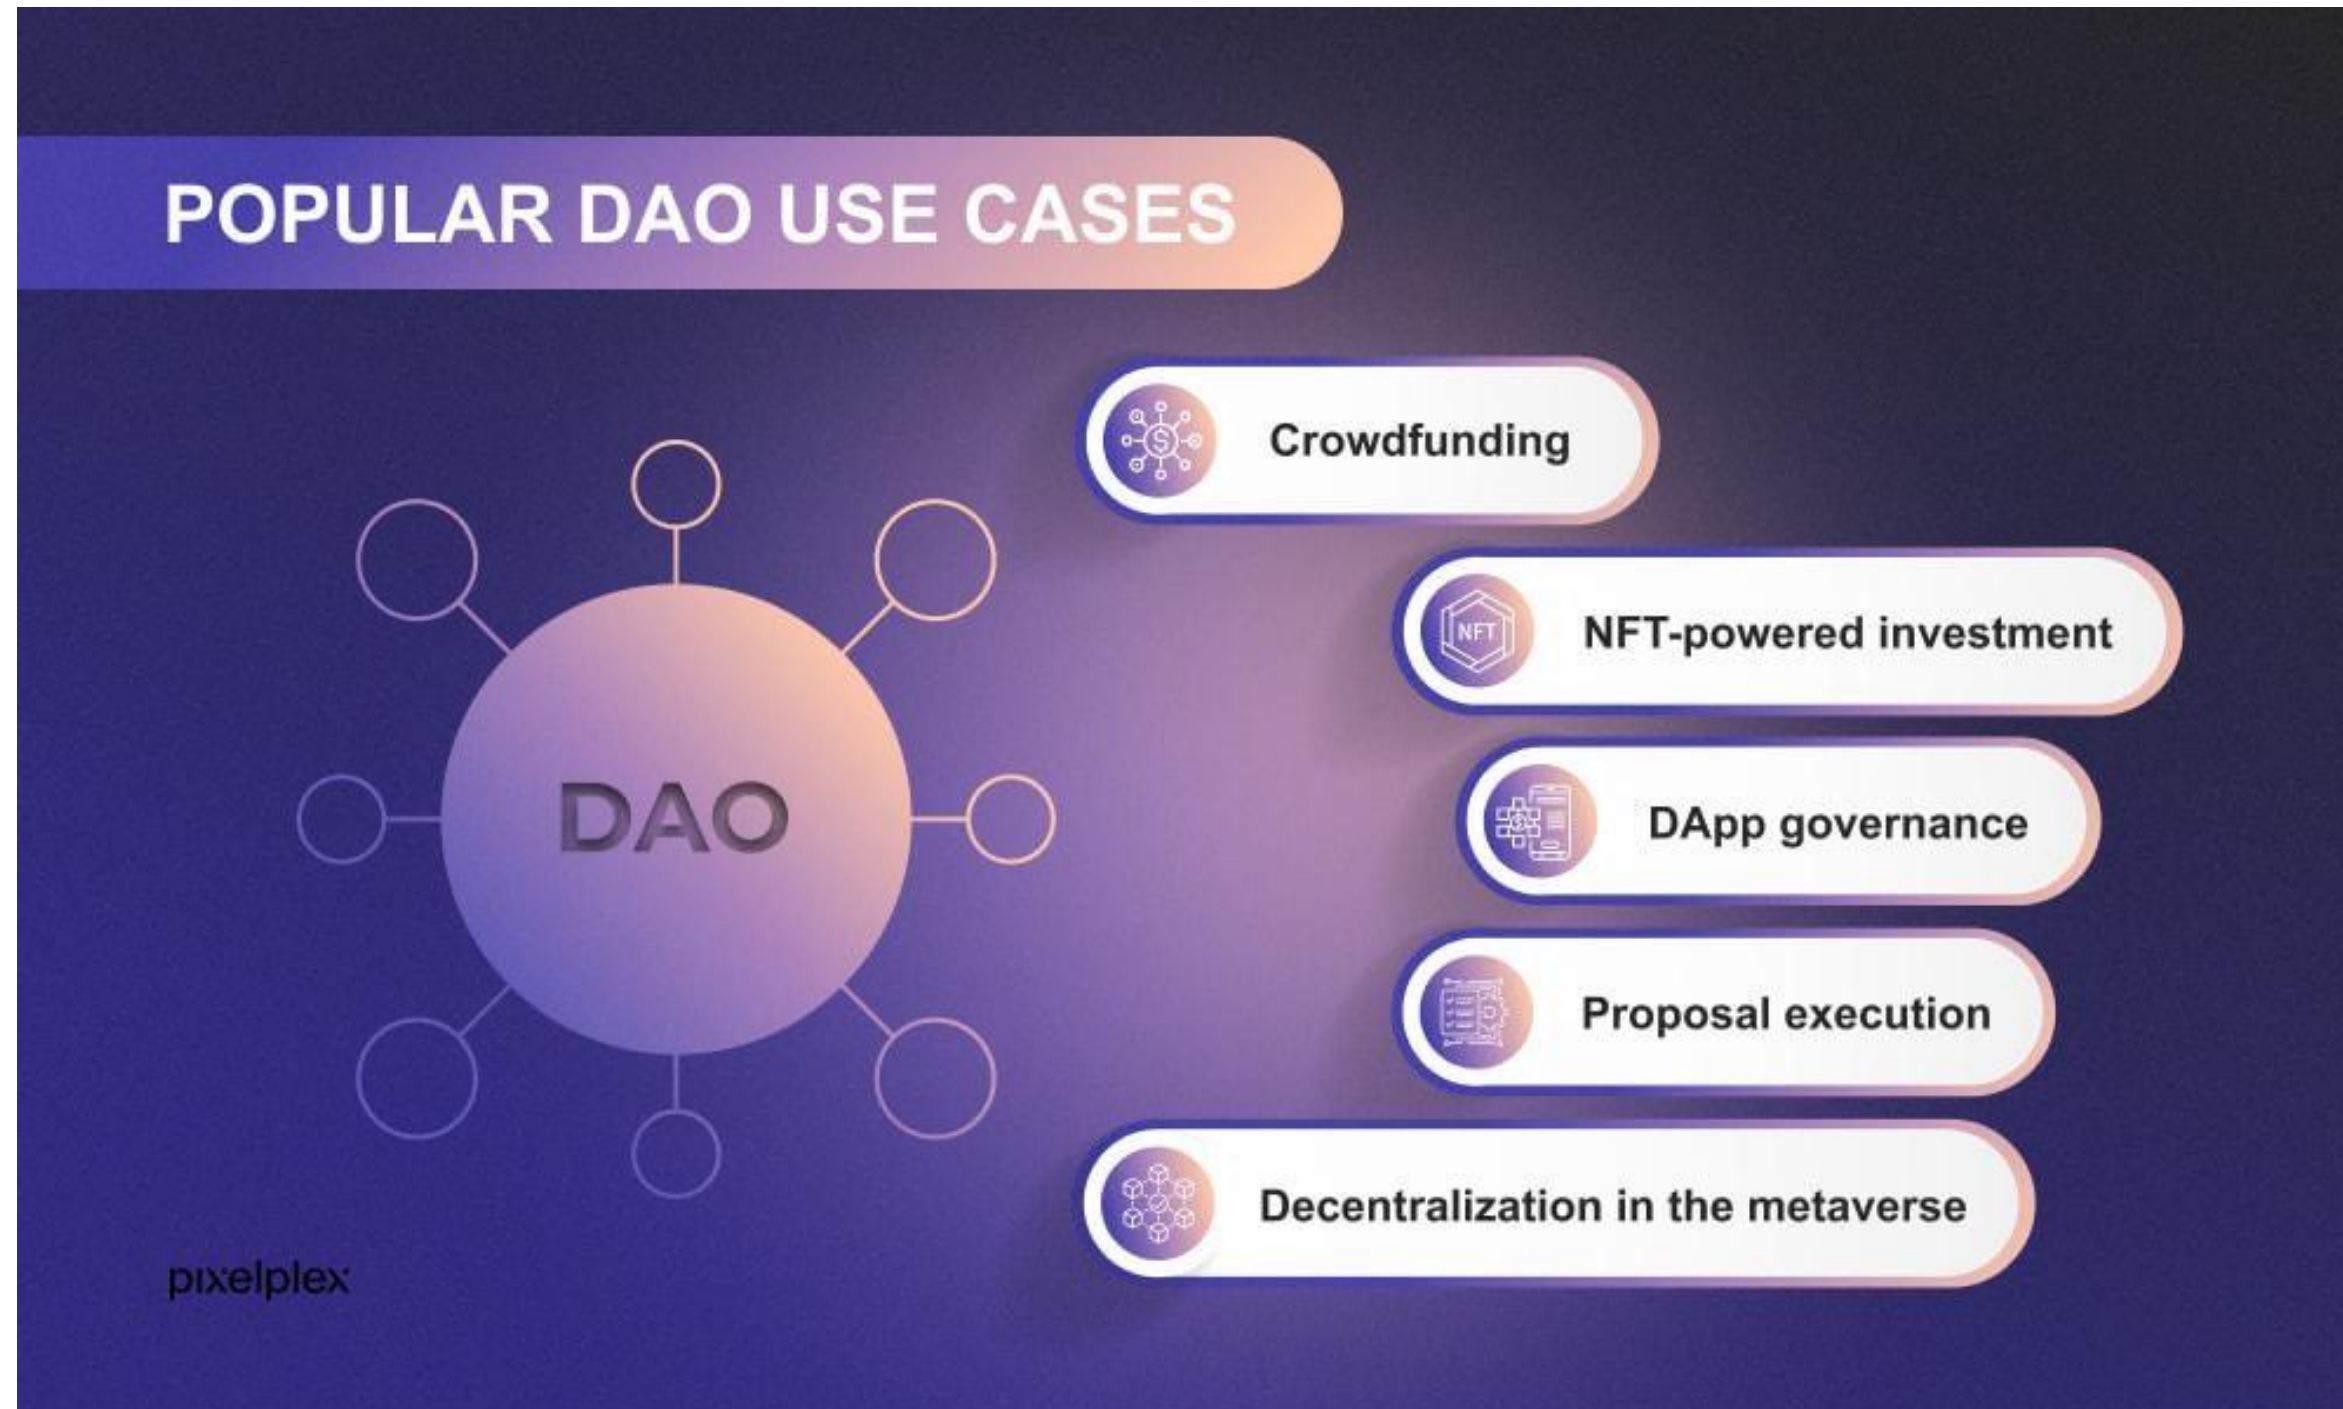 POPULAR DAO USE CASES
Crowdfunding
NFT
NFT-powered investment
DAO
DApp governance
Proposal execution
Decentralization in the metaverse
pixelplex